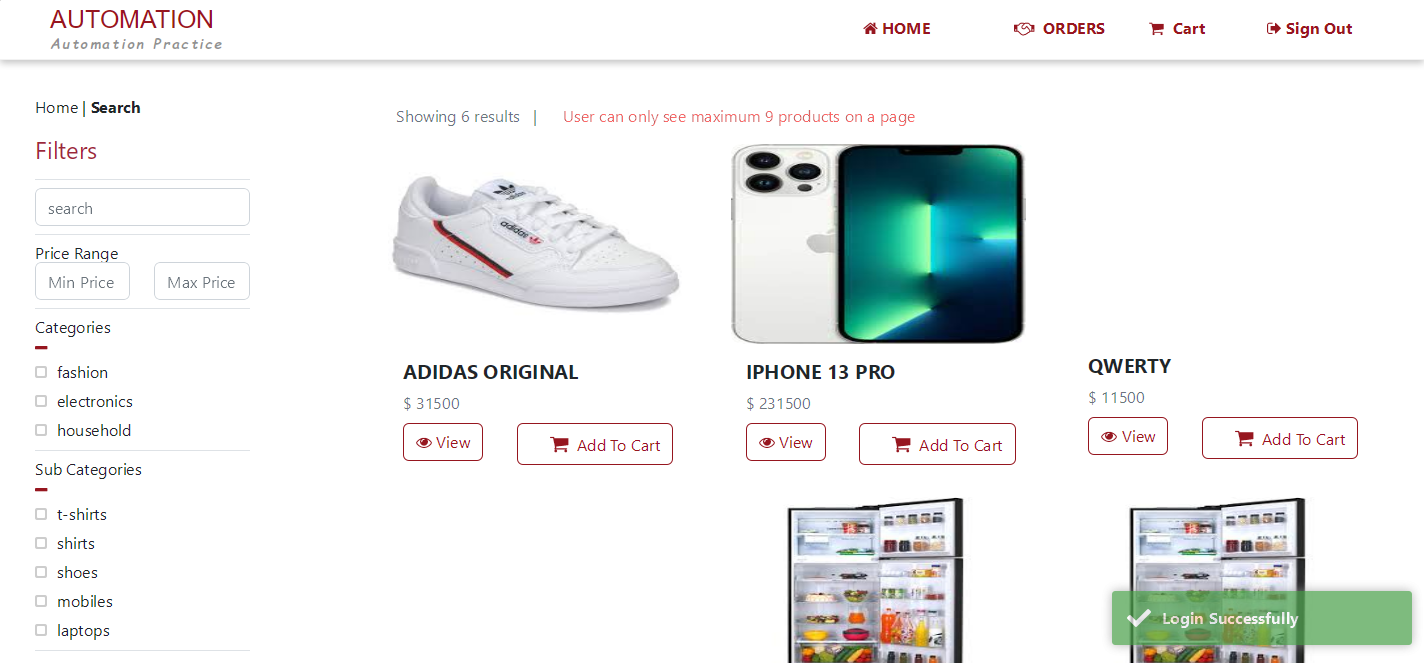 AUTOMATION
Automation Practice
HOME
ORDERS
Cart
Sign Out
Home | Search
Filters
search
Price Range
Min Price
Max Price
Categories
fashion
electronics
household
Sub Categories
t-shirts
shirts
shoes
mobiles
laptops
Showing 6 results |
User can only see maximum 9 products on a page
adidas
adidas
ADIDAS ORIGINAL
$ 31500
View
Add To Cart
IPHONE 13 PRO
$ 231500
View
Add To Cart
QWERTY
$ 11500
View
Add To Cart
Login Successfully